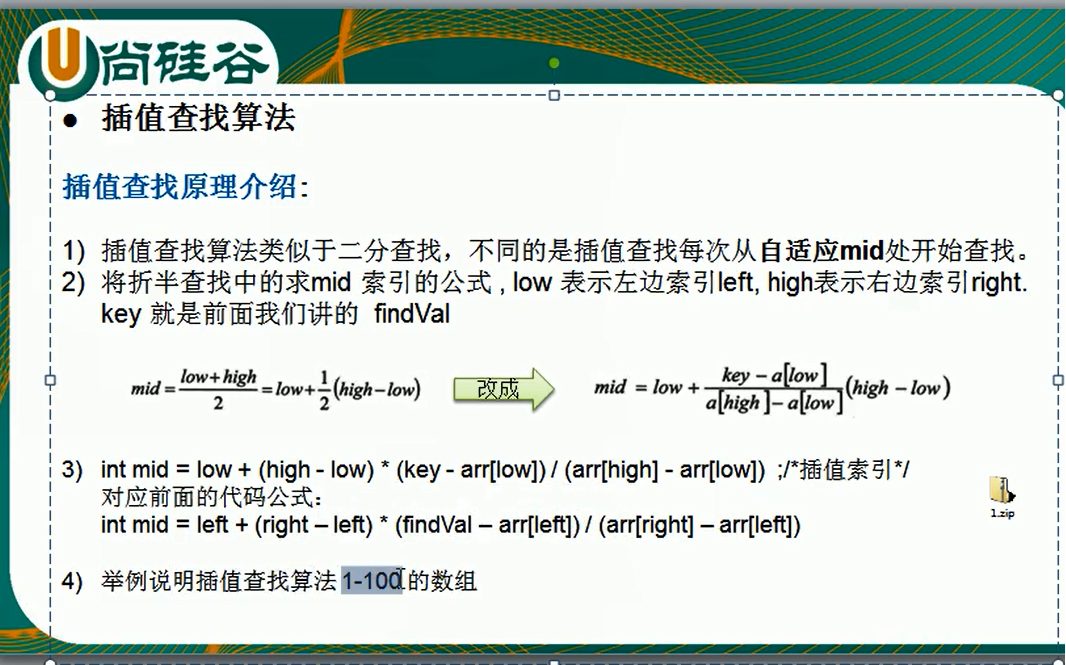 尚硅谷
● 插值查找算法
插值查找原理介绍:
1) 插值查找算法类似于二分查找，不同的是插值查找每次从自适应mid处开始查找。
2) 将折半查找中的求mid 索引的公式 , low 表示左边索引left, high表示右边索引right.
key 就是前面我们讲的 findVal
mid = \frac{low+high}{2} = low + \frac{1}{2}(high-low) 改成 mid = low + \frac{key - a[low]}{a[high] - a[low]}(high - low)
3) int mid = low + (high - low) * (key - arr[low]) / (arr[high] - arr[low]) ;/*插值索引*/
对应前面的代码公式：
int mid = left + (right – left) * (findVal – arr[left]) / (arr[right] – arr[left])
1.zip
4) 举例说明插值查找算法 1-100 的数组